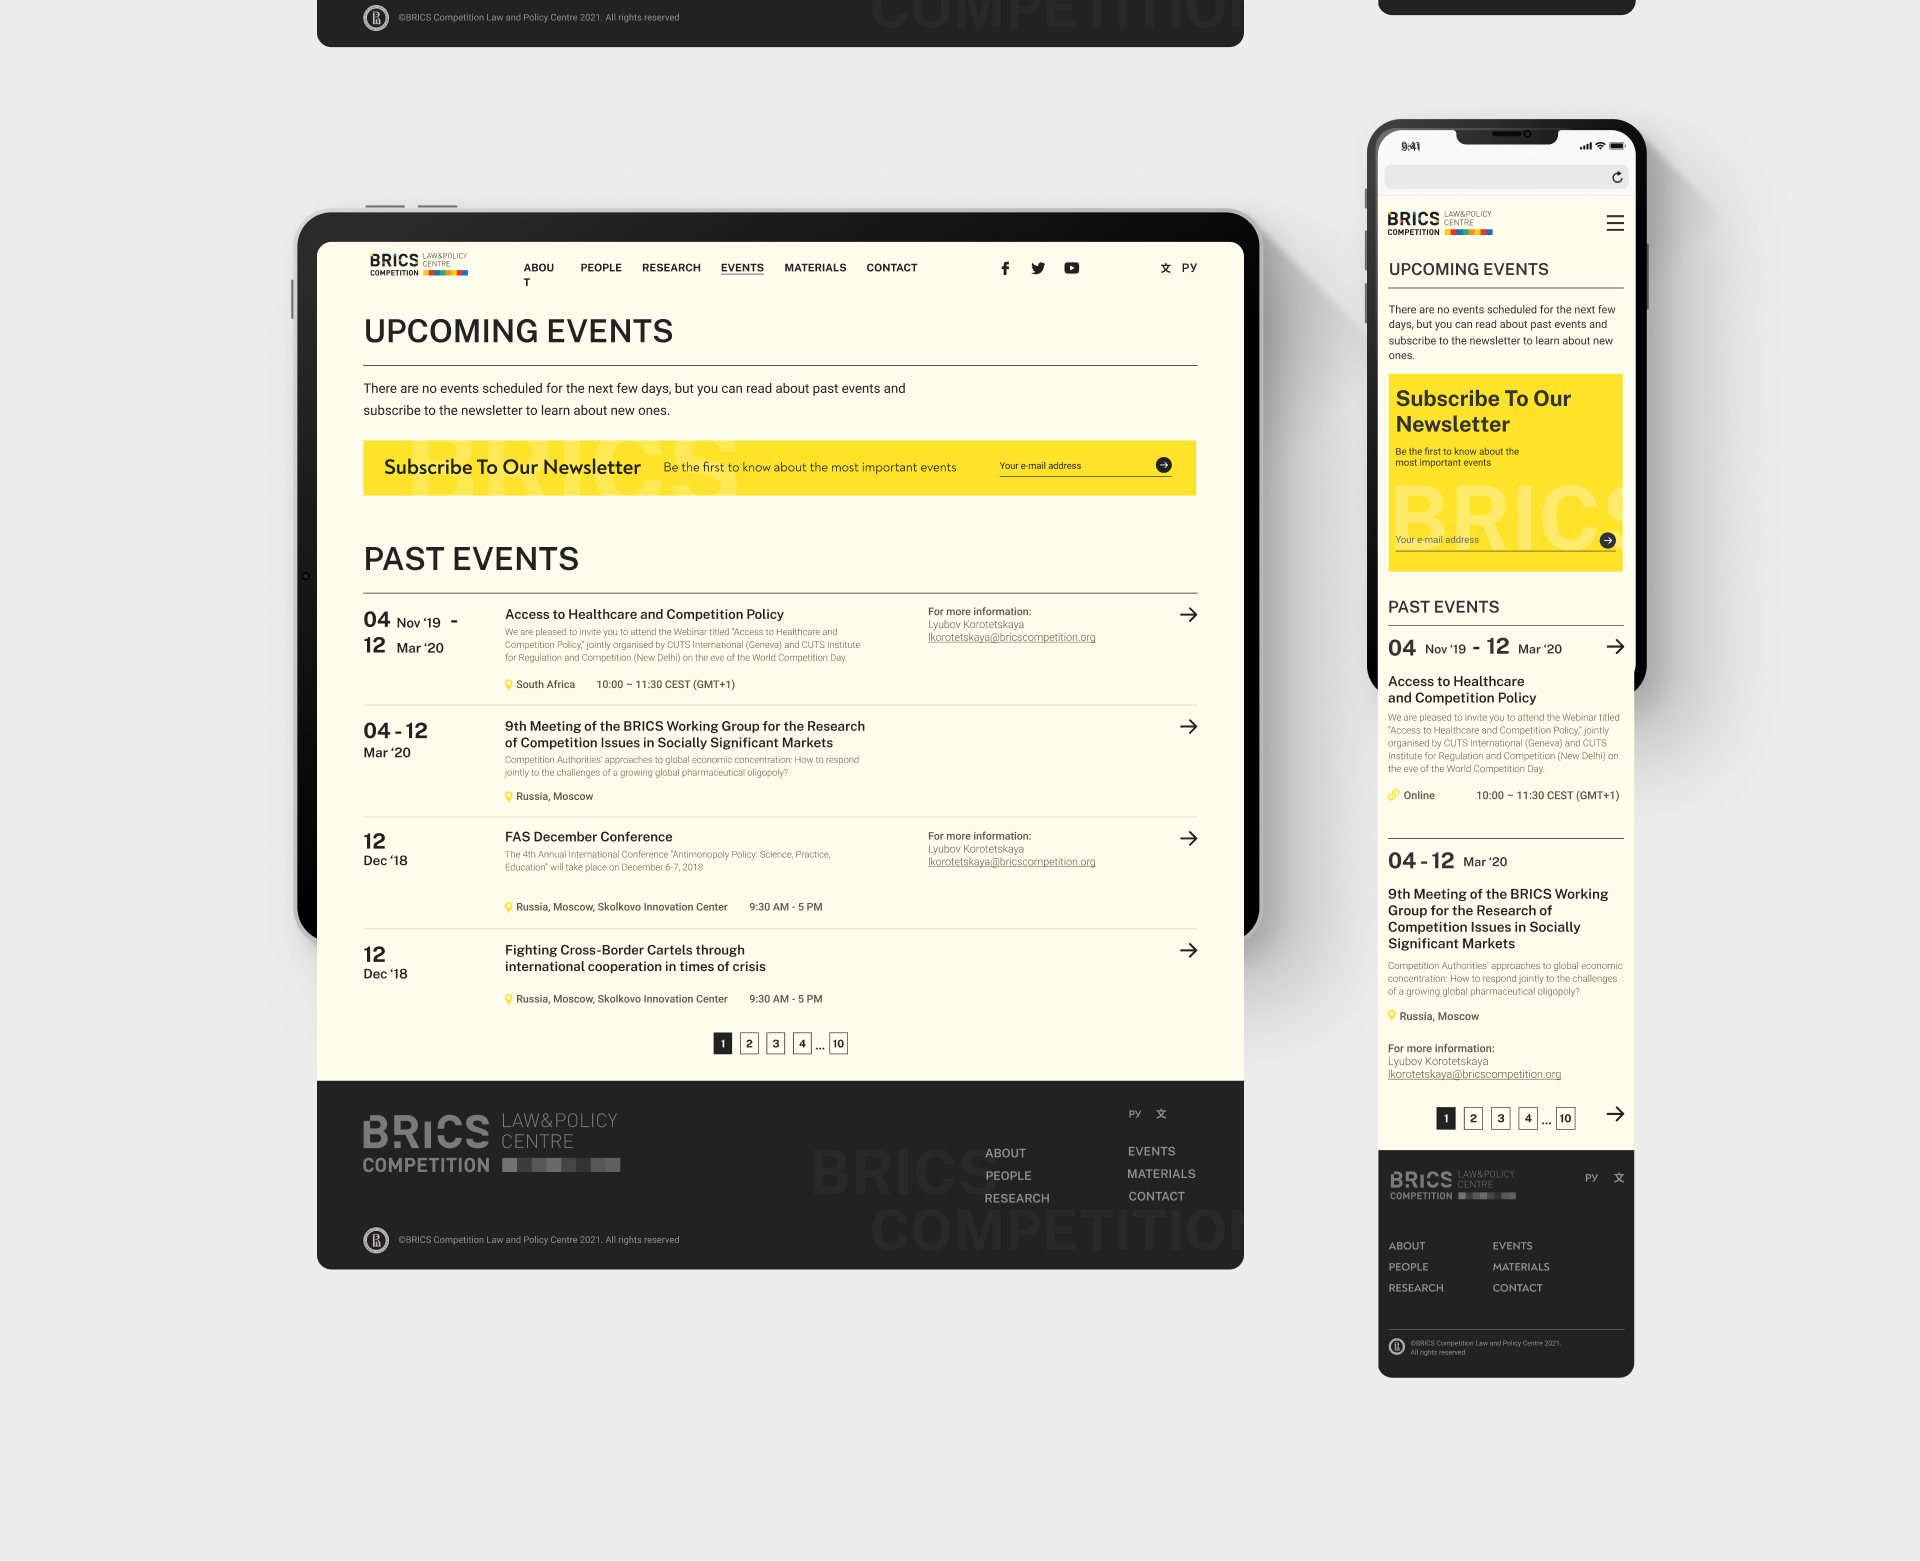 ©BRICS Competition Law and Policy Centre 2021. All rights reserved
COMPETITION
BRICS LAW&POLICY CENTRE
COMPETITION
ABOU
T
PEOPLE RESEARCH EVENTS MATERIALS CONTACT
文 РУ
UPCOMING EVENTS
There are no events scheduled for the next few days, but you can read about past events and
subscribe to the newsletter to learn about new ones.
BRICS
Subscribe To Our Newsletter Be the first to know about the most important events Your e-mail address
PAST EVENTS
04 Nov ‘19 -
12 Mar ‘20
Access to Healthcare and Competition Policy
We are pleased to invite you to attend the Webinar titled “Access to Healthcare and
Competition Policy,” jointly organised by CUTS International (Geneva) and CUTS Institute
for Regulation and Competition (New Delhi) on the eve of the World Competition Day.
South Africa 10:00 – 11:30 CEST (GMT+1)
For more information:
Lyubov Korotetskaya
lkorotetskaya@bricscompetition.org
04 - 12
Mar ‘20
9th Meeting of the BRICS Working Group for the Research
of Competition Issues in Socially Significant Markets
Competition Authorities’ approaches to global economic concentration: How to respond
jointly to the challenges of a growing global pharmaceutical oligopoly?
Russia, Moscow
12
Dec ‘18
FAS December Conference
The 4th Annual International Conference “Antimonopoly Policy: Science, Practice,
Education” will take place on December 6-7, 2018
Russia, Moscow, Skolkovo Innovation Center 9:30 AM - 5 PM
For more information:
Lyubov Korotetskaya
lkorotetskaya@bricscompetition.org
12
Dec ‘18
Fighting Cross-Border Cartels through
international cooperation in times of crisis
Russia, Moscow, Skolkovo Innovation Center 9:30 AM - 5 PM
1 2 3 4 ... 10
BRICS LAW&POLICY
CENTRE
COMPETITION
РУ 文
ABOUT EVENTS
PEOPLE MATERIALS
RESEARCH CONTACT
BRICS
COMPETITION
©BRICS Competition Law and Policy Centre 2021. All rights reserved
9:41
BRICS LAW&POLICY
CENTRE
COMPETITION
UPCOMING EVENTS
There are no events scheduled for the next few
days, but you can read about past events and
subscribe to the newsletter to learn about new
ones.
Subscribe To Our
Newsletter
Be the first to know about the
most important events
BRICS
Your e-mail address
PAST EVENTS
04 Nov ‘19 - 12 Mar ‘20
Access to Healthcare
and Competition Policy
We are pleased to invite you to attend the Webinar titled
“Access to Healthcare and Competition Policy,” jointly
organised by CUTS International (Geneva) and CUTS
Institute for Regulation and Competition (New Delhi) on
the eve of the World Competition Day.
Online 10:00 – 11:30 CEST (GMT+1)
04 - 12 Mar ‘20
9th Meeting of the BRICS Working
Group for the Research of
Competition Issues in Socially
Significant Markets
Competition Authorities’ approaches to global economic
concentration: How to respond jointly to the challenges
of a growing global pharmaceutical oligopoly?
Russia, Moscow
For more information:
Lyubov Korotetskaya
lkorotetskaya@bricscompetition.org
1 2 3 4 ... 10
BRICS LAW&POLICY
CENTRE
COMPETITION
РУ 文
ABOUT EVENTS
PEOPLE MATERIALS
RESEARCH CONTACT
©BRICS Competition Law and Policy Centre 2021.
All rights reserved